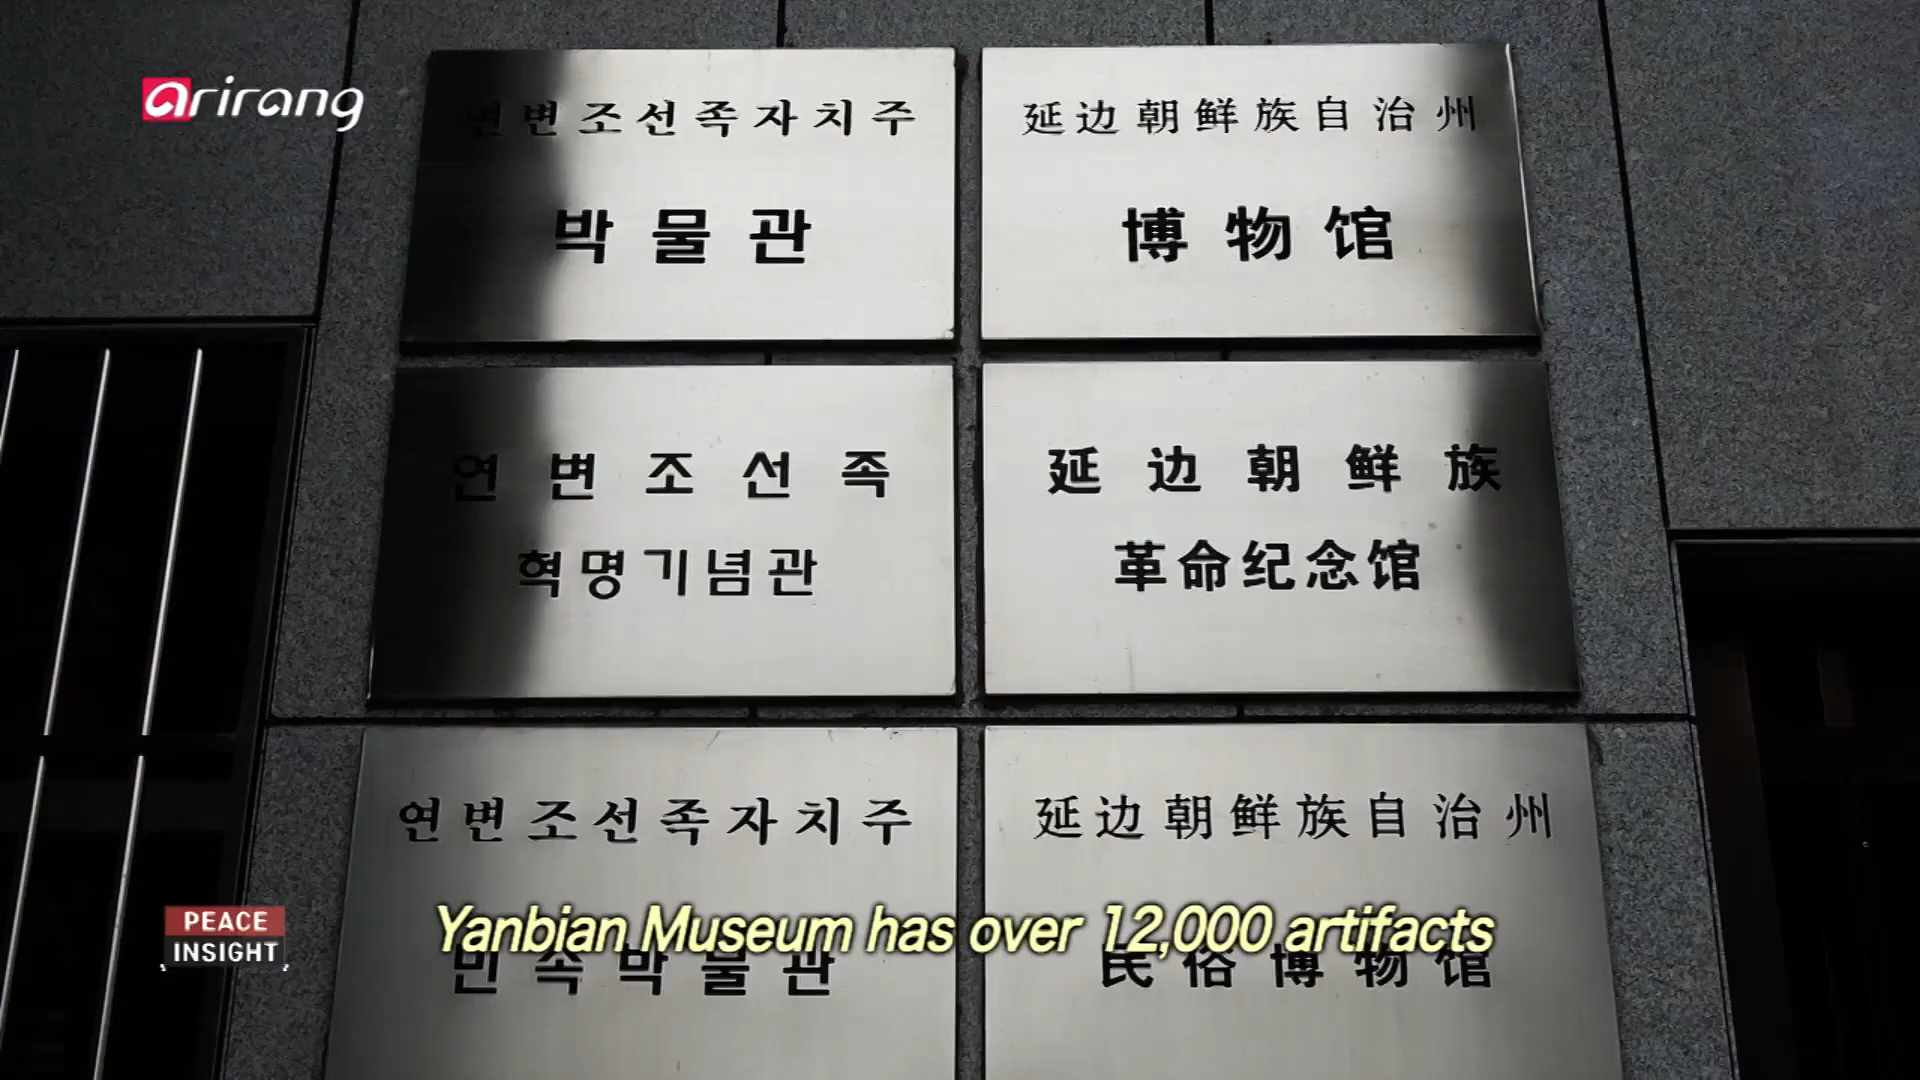 arirang
연변조선족자치주
박물관
延边朝鲜族自治州
博物馆
연변조선족
혁명기념관
延边朝鲜族
革命纪念馆
연변조선족자치주
민속박물관
延边朝鲜族自治州
民俗博物馆
Yanbian Museum has over 12,000 artifacts
PEACE
INSIGHT